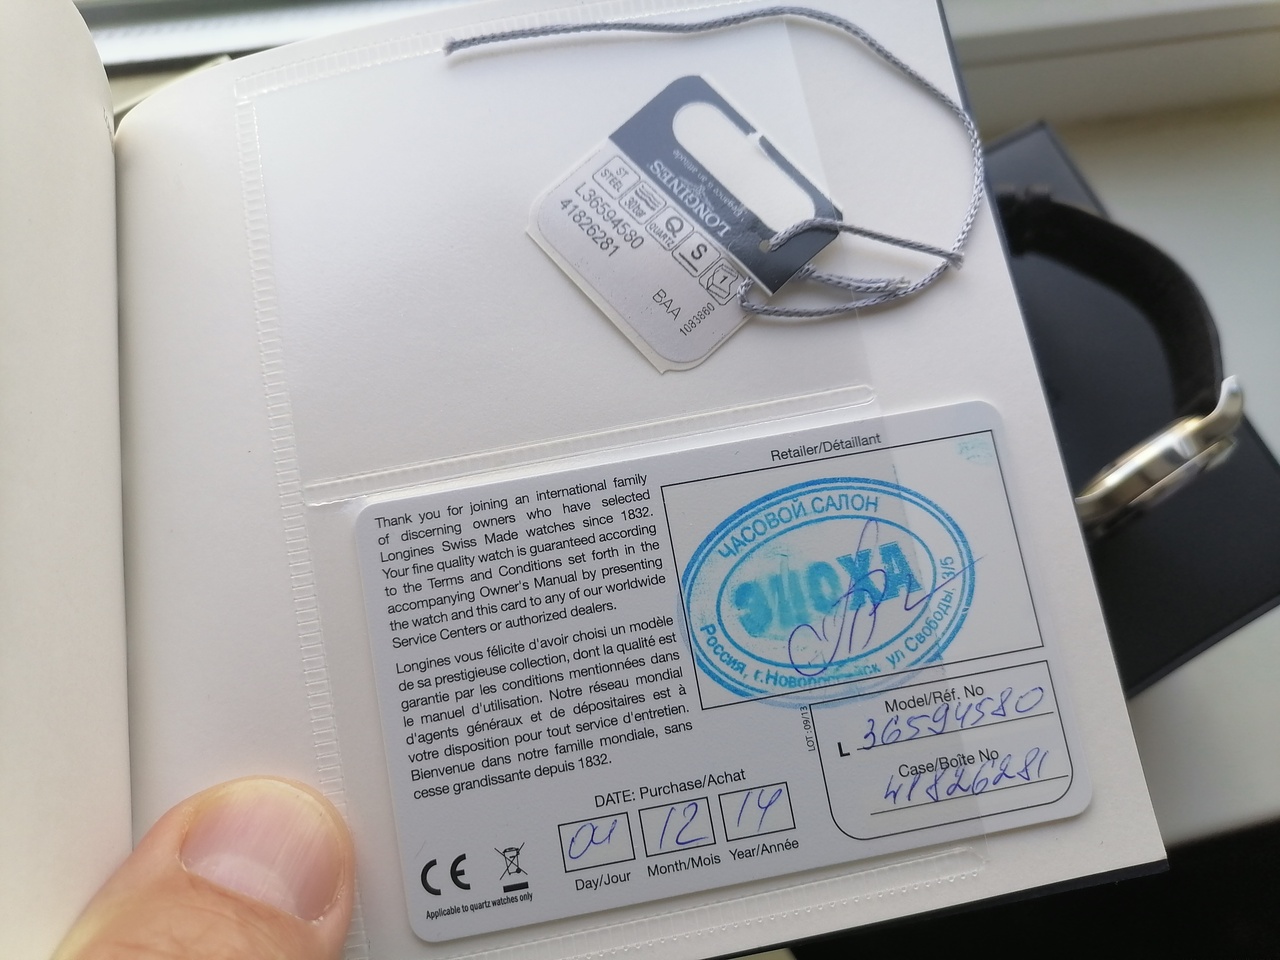 LONGINES
ST
STEEL
30bar
Q
QUARTZ
S
1
L36594580
41826281
BAA
1083860
Retailer/Détaillant
Thank you for joining an international family
of discerning owners who have selected
Longines Swiss Made watches since 1832.
Your fine quality watch is guaranteed according
to the Terms and Conditions set forth in the
accompanying Owner's Manual by presenting
the watch and this card to any of our worldwide
Service Centers or authorized dealers.
Longines vous félicite d'avoir choisi un modèle
de sa prestigieuse collection, dont la qualité est
garantie par les conditions mentionnées dans
le manuel d'utilisation. Notre réseau mondial
d'agents généraux et de dépositaires est à
votre disposition pour tout service d'entretien.
Bienvenue dans notre famille mondiale, sans
cesse grandissante depuis 1832.
ЧАСОВОЙ САЛОН
ЭПОХА
Россия, г. ул Свободы, 3/5
LOT : 09/13
Model/Réf. No
L 36594580
Case/Boîte No
41826281
DATE: Purchase/Achat
01 12 14
Day/Jour Month/Mois Year/Année
CE
Applicable to quartz watches only